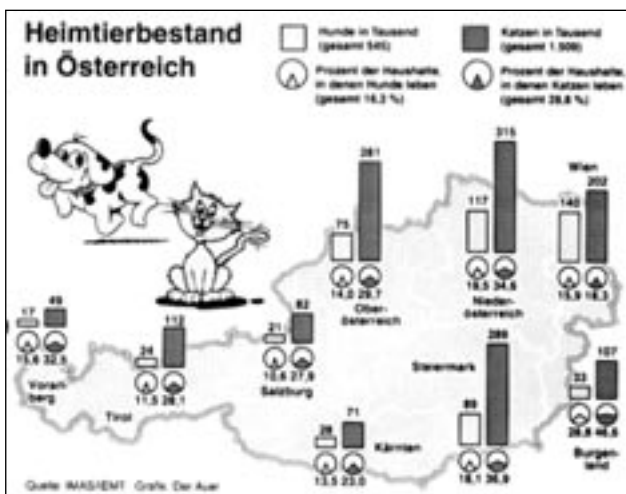 Heimtierbestand
in Österreich
Hunde in Tausend
(gesamt 545)
Katzen in Tausend
(gesamt 1.509)
Prozent der Haushalte,
in denen Hunde leben
(gesamt 16,2 %)
Prozent der Haushalte,
in denen Katzen leben
(gesamt 28,8 %)
75
281
14,0
29,7
Ober-
österreich
117
315
19,5
34,6
Nieder-
österreich
Wien
140
202
15,9
18,3
17
49
15,6
32,5
Vorarl-
berg
24
112
11,5
28,1
Tirol
21
82
10,6
27,9
Salzburg
28
71
13,5
23,0
Kärnten
Steiermark
89
289
18,1
36,9
33
107
28,8
46,6
Burgen-
land
Quelle: IMAS/IEMT Grafik: Der Auer